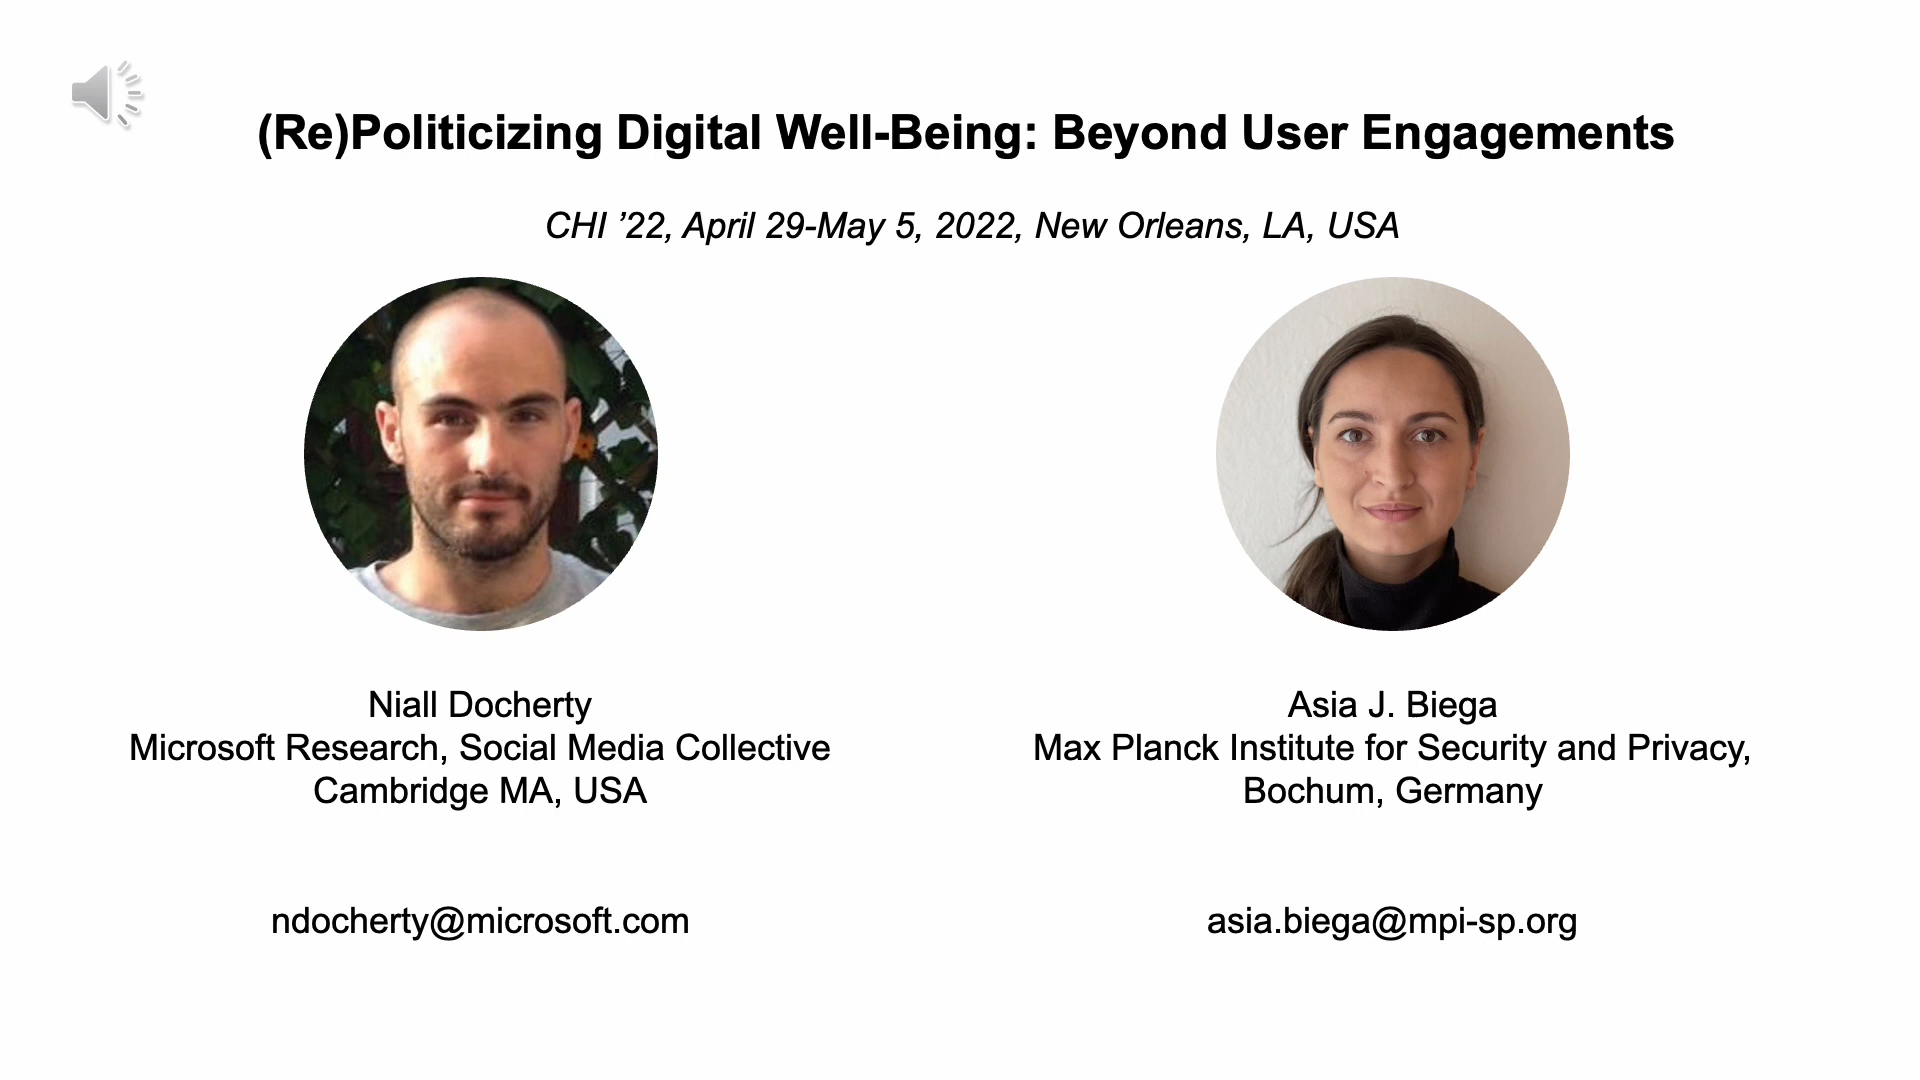 (Re)Politicizing Digital Well-Being: Beyond User Engagements
CHI ’22, April 29-May 5, 2022, New Orleans, LA, USA
Niall Docherty
Microsoft Research, Social Media Collective
Cambridge MA, USA
ndocherty@microsoft.com
Asia J. Biega
Max Planck Institute for Security and Privacy,
Bochum, Germany
asia.biega@mpi-sp.org